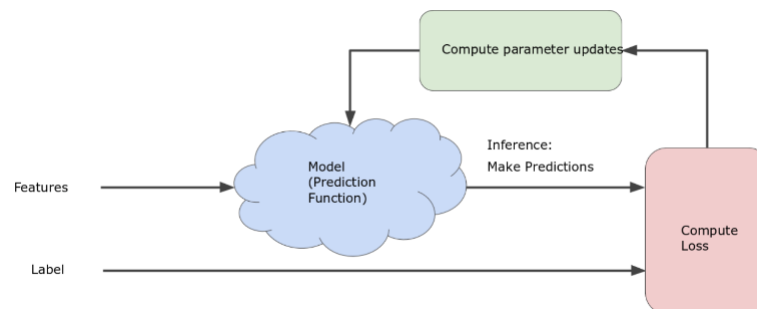 Compute parameter updates
Inference:
Make Predictions
Model
(Prediction
Function)
Features
Compute
Loss
Label